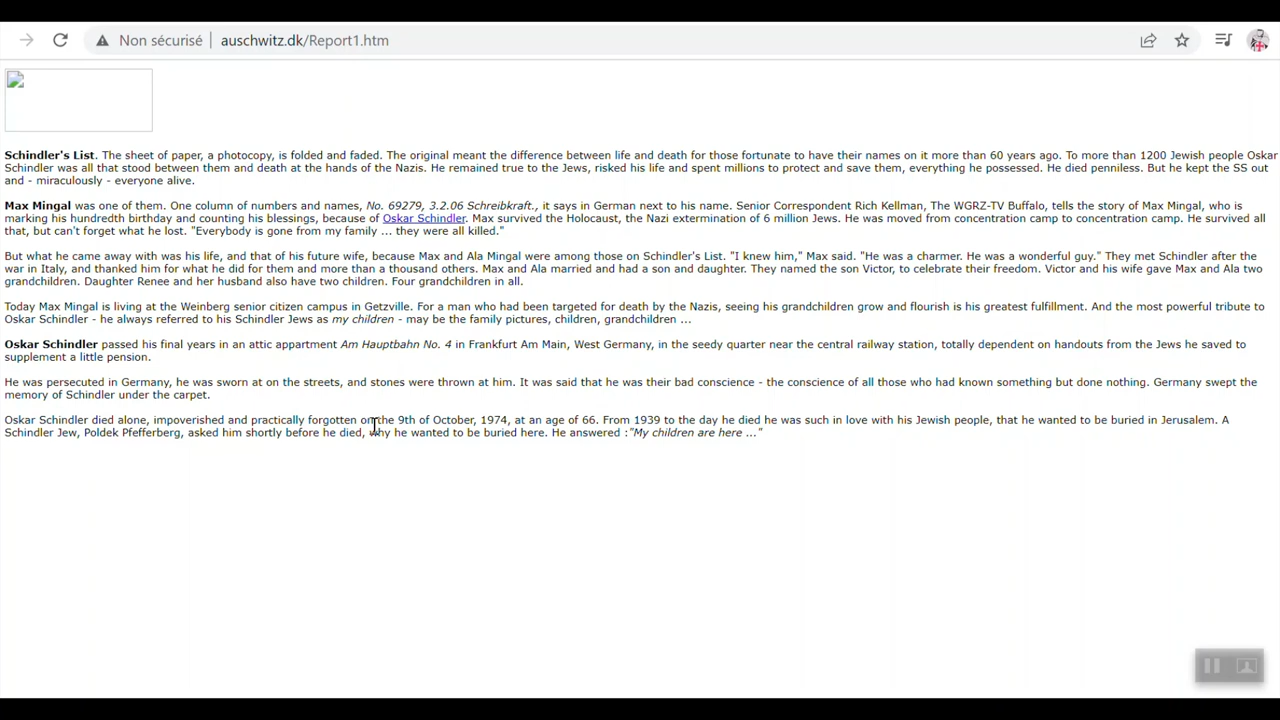 Non sécurisé | auschwitz.dk/Report1.htm
Schindler's List. The sheet of paper, a photocopy, is folded and faded. The original meant the difference between life and death for those fortunate to have their names on it more than 60 years ago. To more than 1200 Jewish people Oskar
Schindler was all that stood between them and death at the hands of the Nazis. He remained true to the Jews, risked his life and spent millions to protect and save them, everything he possessed. He died penniless. But he kept the SS out
and - miraculously - everyone alive.
Max Mingal was one of them. One column of numbers and names, No. 69279, 3.2.06 Schreibkraft., it says in German next to his name. Senior Correspondent Rich Kellman, The WGRZ-TV Buffalo, tells the story of Max Mingal, who is
marking his hundredth birthday and counting his blessings, because of Oskar Schindler. Max survived the Holocaust, the Nazi extermination of 6 million Jews. He was moved from concentration camp to concentration camp. He survived all
that, but can't forget what he lost. "Everybody is gone from my family ... they were all killed."
But what he came away with was his life, and that of his future wife, because Max and Ala Mingal were among those on Schindler's List. "I knew him," Max said. "He was a charmer. He was a wonderful guy." They met Schindler after the
war in Italy, and thanked him for what he did for them and more than a thousand others. Max and Ala married and had a son and daughter. They named the son Victor, to celebrate their freedom. Victor and his wife gave Max and Ala two
grandchildren. Daughter Renee and her husband also have two children. Four grandchildren in all.
Today Max Mingal is living at the Weinberg senior citizen campus in Getzville. For a man who had been targeted for death by the Nazis, seeing his grandchildren grow and flourish is his greatest fulfillment. And the most powerful tribute to
Oskar Schindler - he always referred to his Schindler Jews as my children - may be the family pictures, children, grandchildren ...
Oskar Schindler passed his final years in an attic appartment Am Hauptbahn No. 4 in Frankfurt Am Main, West Germany, in the seedy quarter near the central railway station, totally dependent on handouts from the Jews he saved to
supplement a little pension.
He was persecuted in Germany, he was sworn at on the streets, and stones were thrown at him. It was said that he was their bad conscience - the conscience of all those who had known something but done nothing. Germany swept the
memory of Schindler under the carpet.
Oskar Schindler died alone, impoverished and practically forgotten on the 9th of October, 1974, at an age of 66. From 1939 to the day he died he was such in love with his Jewish people, that he wanted to be buried in Jerusalem. A
Schindler Jew, Poldek Pfefferberg, asked him shortly before he died, why he wanted to be buried here. He answered :"My children are here ..."